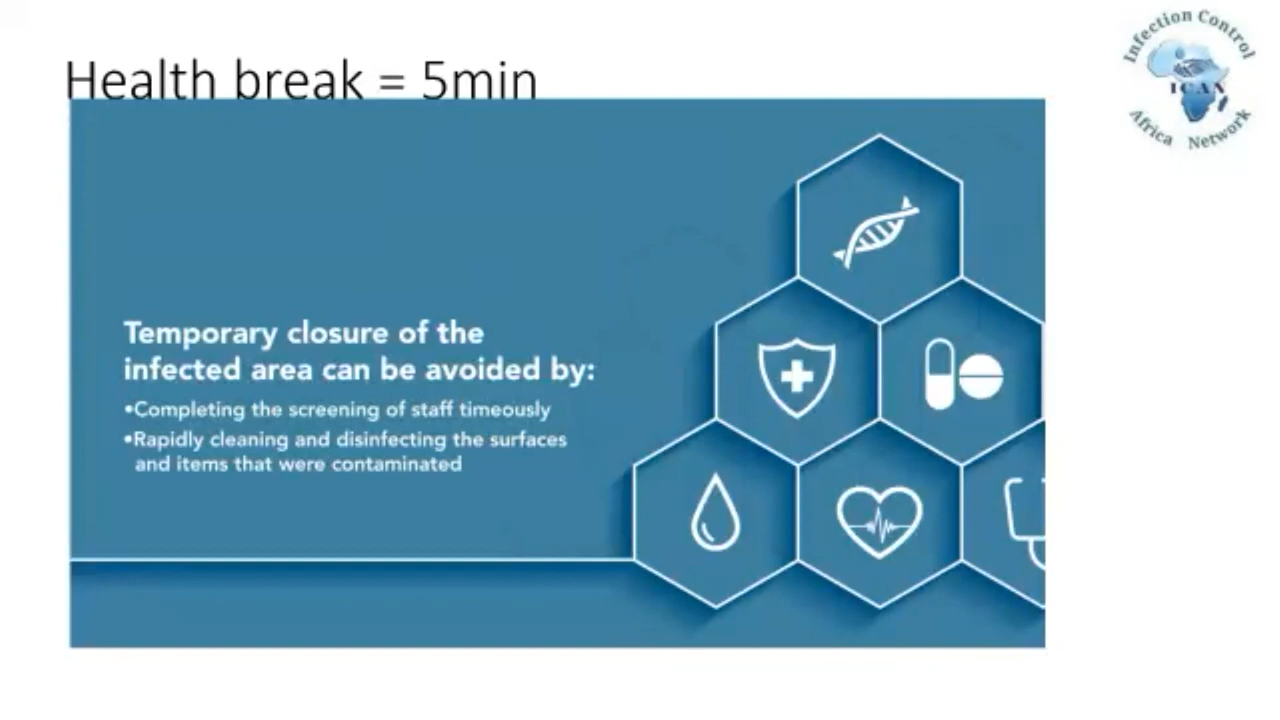 Health break = 5min
Infection Control
ICAN
Africa Network
Temporary closure of the
infected area can be avoided by:
•Completing the screening of staff timeously
•Rapidly cleaning and disinfecting the surfaces
and items that were contaminated